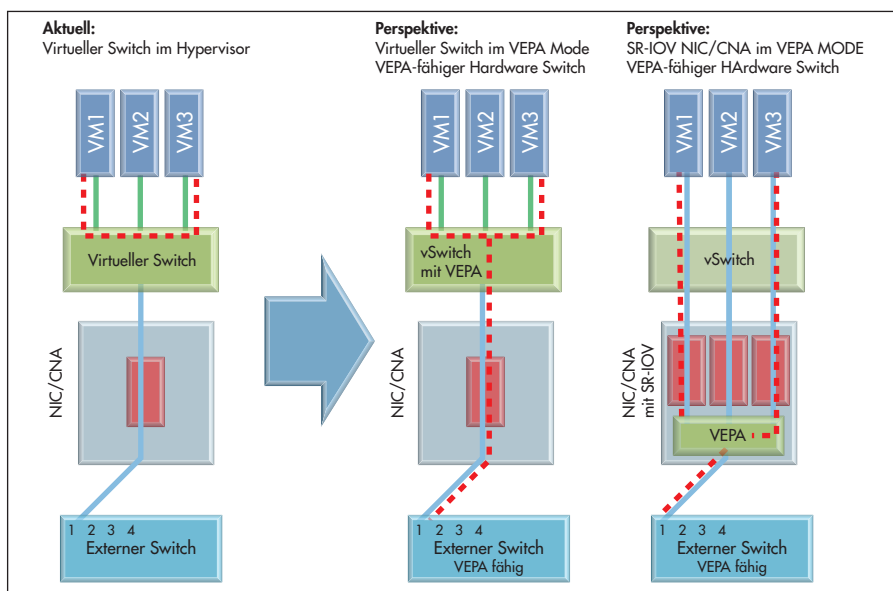 Aktuell:
Virtueller Switch im Hypervisor
VM1
VM2
VM3
Virtueller Switch
NIC/CNA
1 2 3 4
Externer Switch
Perspektive:
Virtueller Switch im VEPA Mode
VEPA-fähiger Hardware Switch
VM1
VM2
VM3
vSwitch
mit VEPA
NIC/CNA
1 2 3 4
Externer Switch
VEPA fähig
Perspektive:
SR-IOV NIC/CNA im VEPA MODE
VEPA-fähiger HArdware Switch
VM1
VM2
VM3
vSwitch
NIC/CNA
mit SR-IOV
VEPA
1 2 3 4
Externer Switch
VEPA fähig